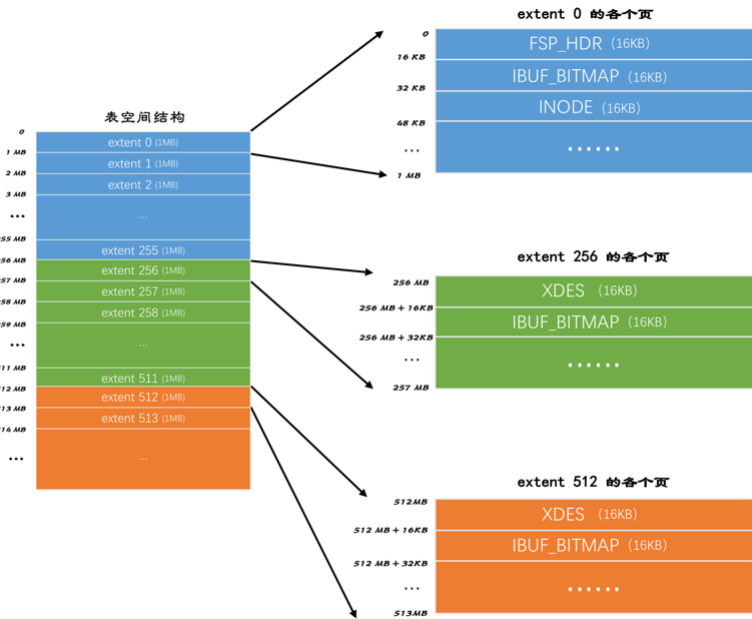 表空间结构
0
extent 0 (1MB)
1 MB
extent 1 (1MB)
2 MB
extent 2 (1MB)
3 MB
...
...
55 MB
extent 255 (1MB)
56 MB
extent 256 (1MB)
57 MB
extent 257 (1MB)
58 MB
extent 258 (1MB)
59 MB
...
...
11 MB
extent 511 (1MB)
12 MB
extent 512 (1MB)
13 MB
extent 513 (1MB)
14 MB
...
...
extent 0 的各个页
0
FSP_HDR (16KB)
16 KB
IBUF_BITMAP (16KB)
32 KB
INODE (16KB)
48 KB
...
......
1 MB
extent 256 的各个页
256 MB
XDES (16KB)
256 MB + 16KB
IBUF_BITMAP (16KB)
256 MB + 32KB
...
......
257 MB
extent 512 的各个页
512MB
XDES (16KB)
512 MB + 16KB
IBUF_BITMAP (16KB)
512 MB + 32KB
...
......
513MB